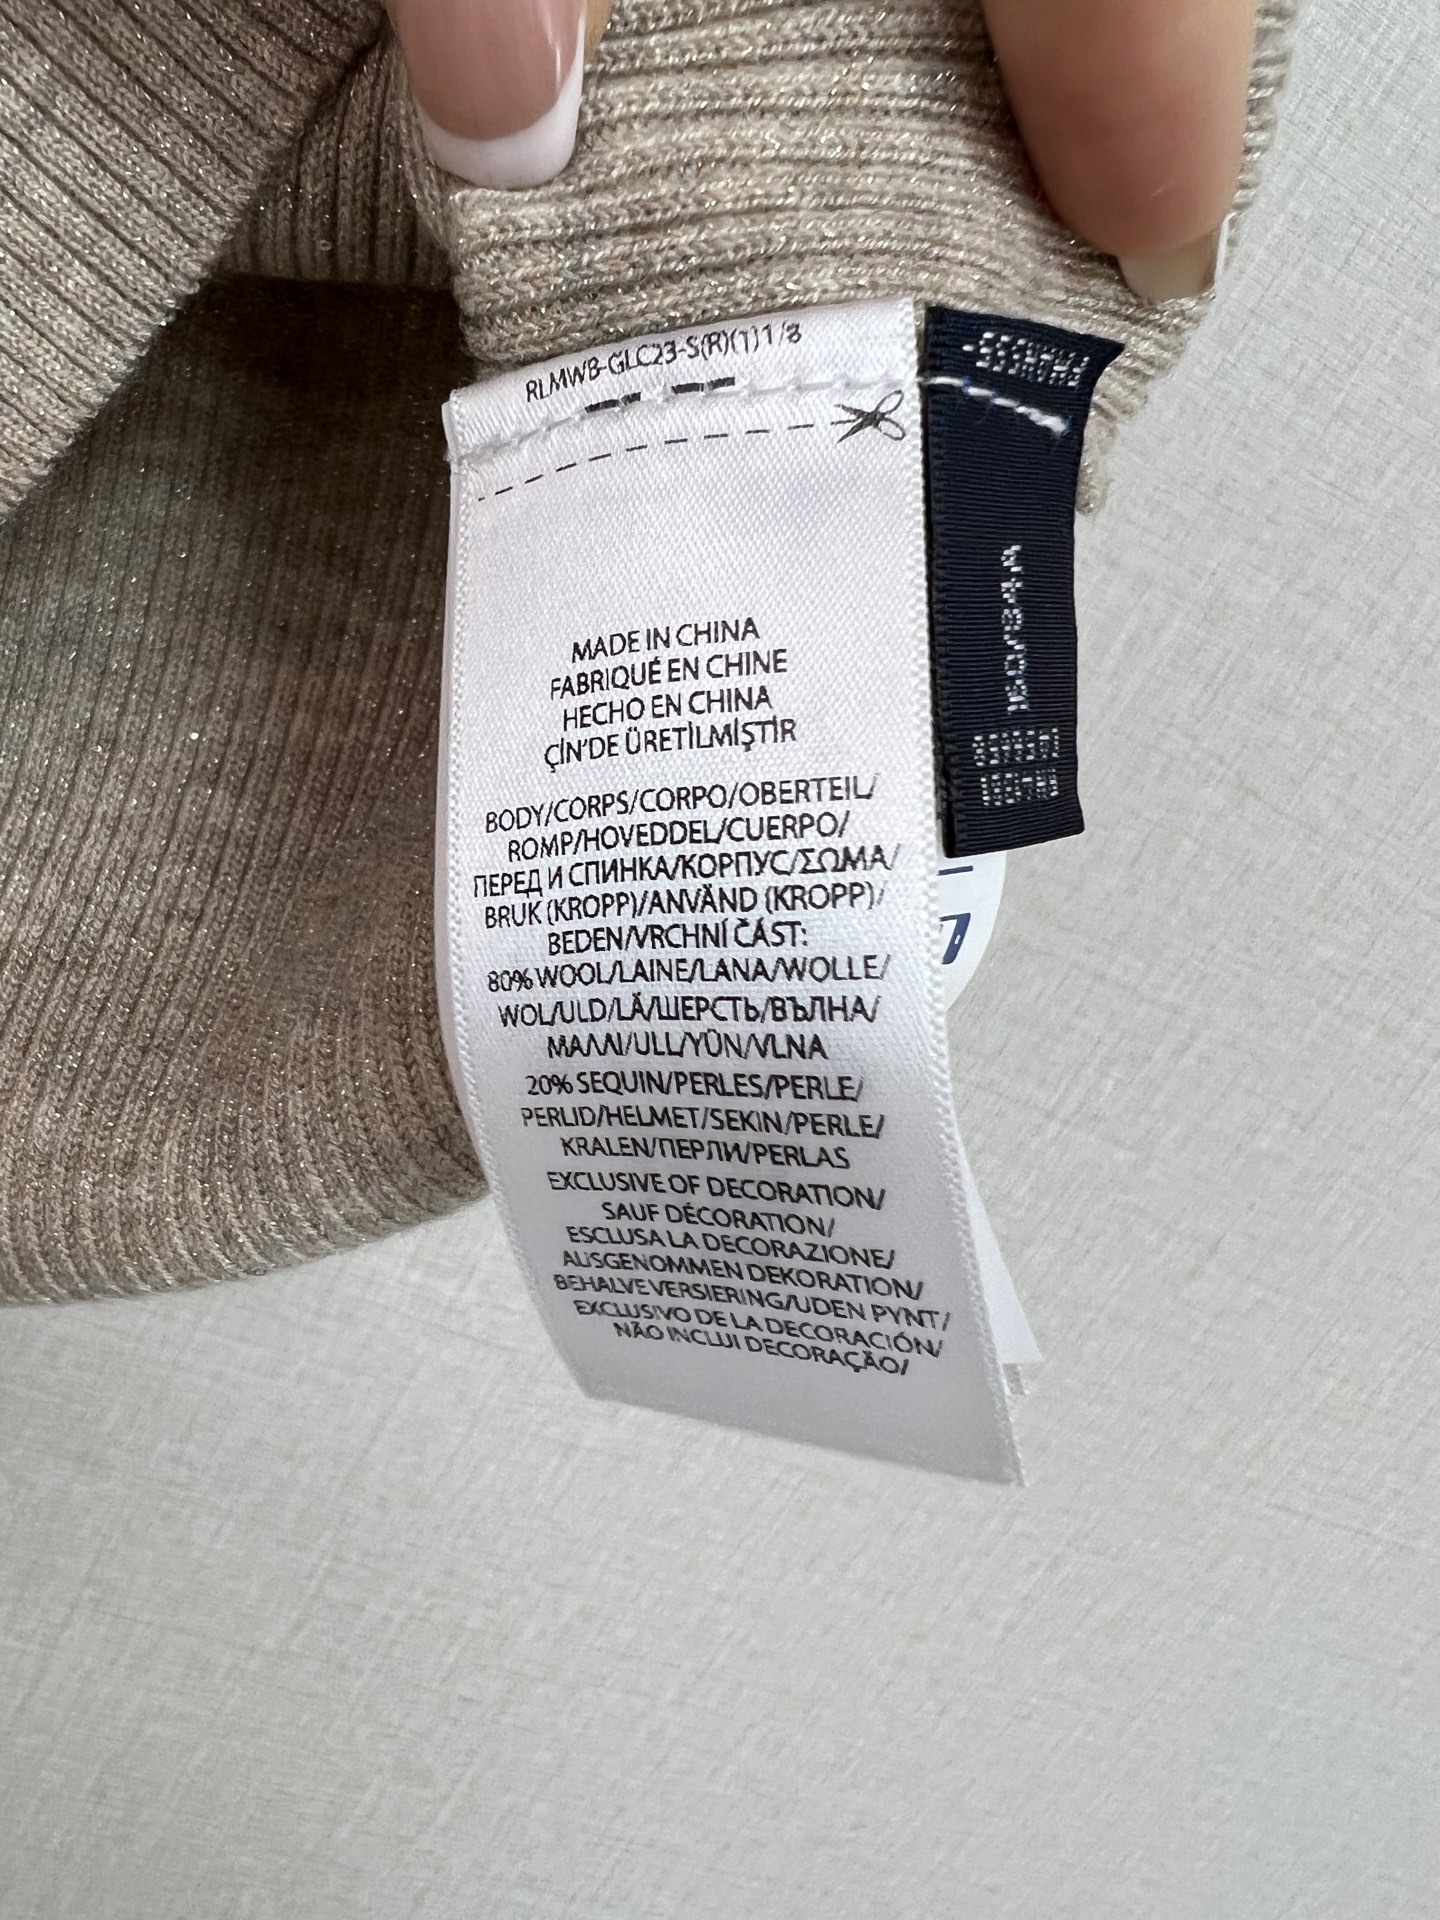 RLMWB-GLC23-S(R)(1)1/8
MADE IN CHINA
FABRIQUÉ EN CHINE
HECHO EN CHINA
ÇİN'DE ÜRETİLMİŞTİR
BODY/CORPS/CORPO/OBERTEIL/
ROMP/HOVEDDEL/CUERPO/
ПЕРЕД И СПИНКА/КОРПУС/ΣΩΜΑ/
BRUK (KROPP)/ANVÄND (KROPP)/
BEDEN/VRCHNÍ ČÁST:
80% WOOL/LAINE/LANA/WOLLE/
WOL/ULD/LÃ/ШЕРСТЬ/ВЪЛНА/
ΜΑΛΛΙ/ULL/YÜN/VLNA
20% SEQUIN/PERLES/PERLE/
PERLID/HELMET/SEKIN/PERLE/
KRALEN/ПЕРЛИ/PERLAS
EXCLUSIVE OF DECORATION/
SAUF DÉCORATION/
ESCLUSA LA DECORAZIONE/
AUSGENOMMEN DEKORATION/
BEHALVE VERSIERING/UDEN PYNT/
EXCLUSIVO DE LA DECORACIÓN/
NÃO INCLUI DECORAÇÃO/